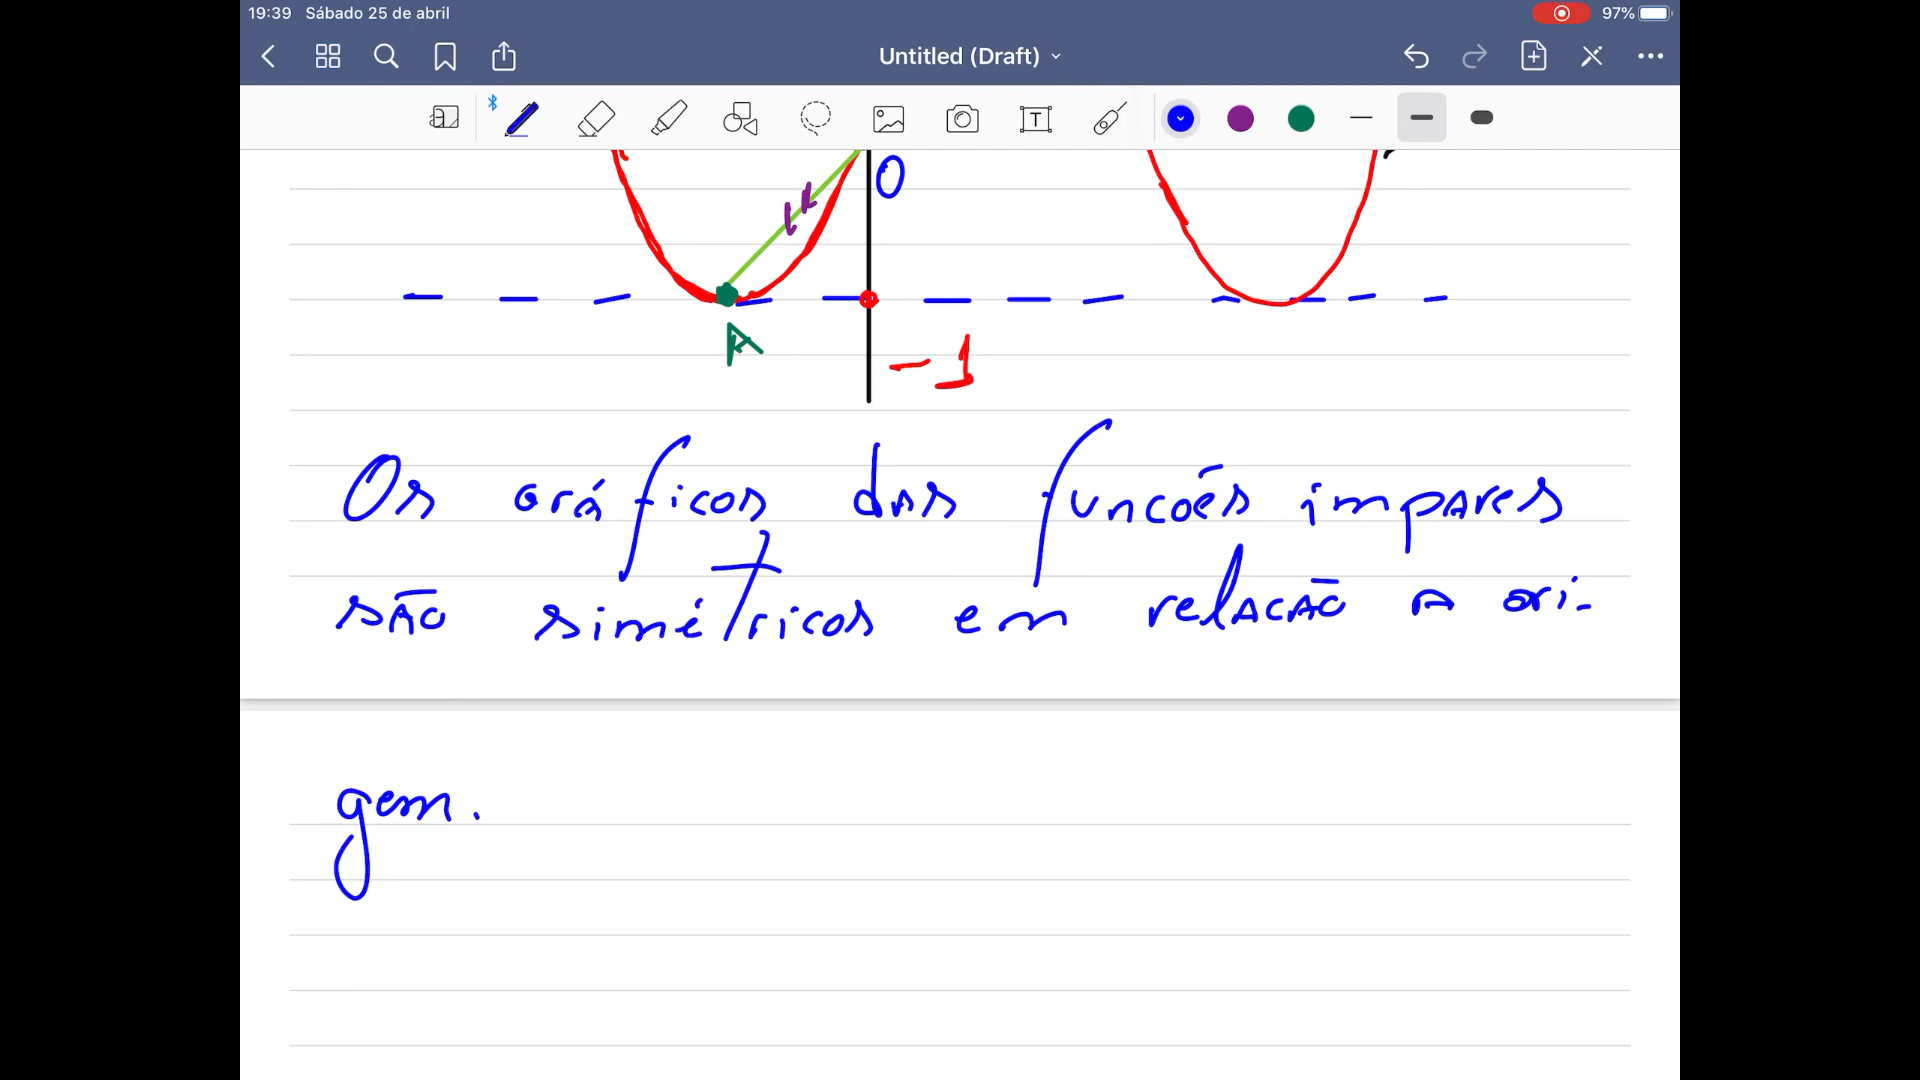 19:39 Sábado 25 de abril 97%
Untitled (Draft)
a T
0
A
-1
Os gráficos das funcões impares
são simétricos em relacão a ori-
gem.